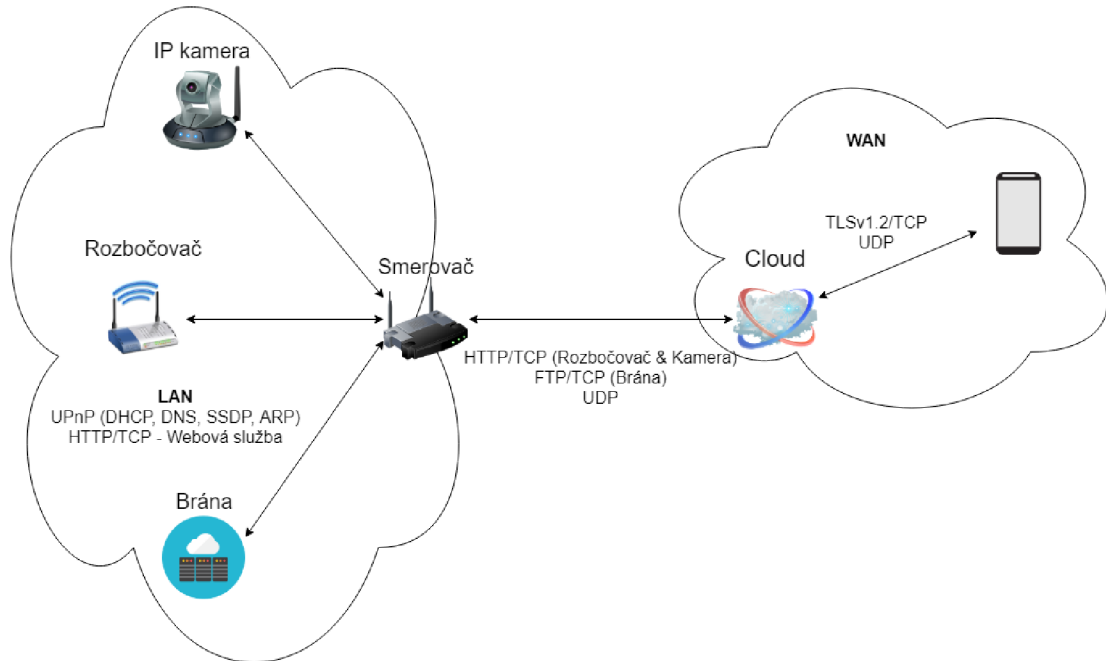 IP kamera
Rozbočovač
LAN
UPnP (DHCP, DNS, SSDP, ARP)
HTTP/TCP - Webová služba
Brána
Smerovač
HTTP/TCP (Rozbočovač & Kamera)
FTP/TCP (Brána)
UDP
WAN
Cloud
TLSv1.2/TCP
UDP